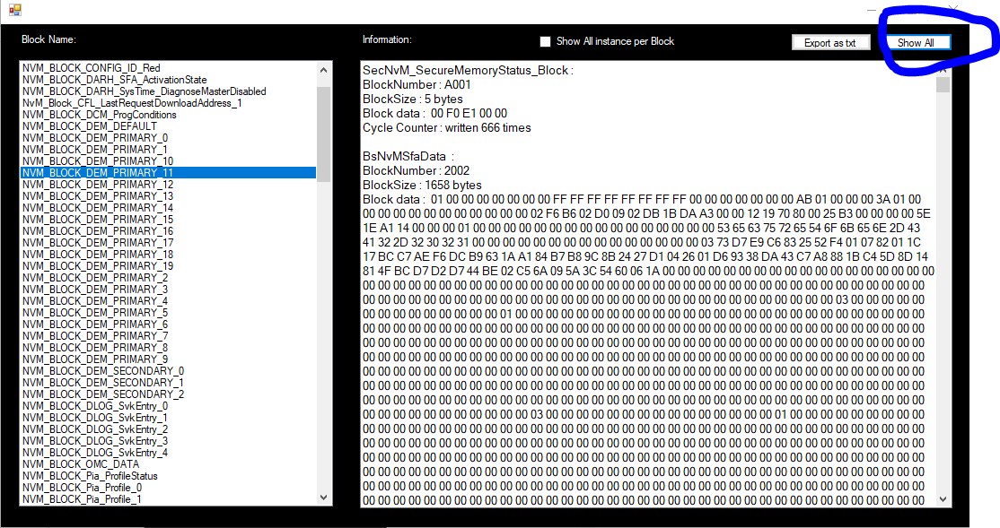 Block Name:
Information:
Show All instance per Block
Export as txt
Show All
NVM_BLOCK_CONFIG_ID_Red
NVM_BLOCK_DARH_SFA_ActivationState
NVM_BLOCK_DARH_SysTime_DiagnoseMasterDisabled
NvM_Block_CFL_LastRequestDownloadAddress_1
NVM_BLOCK_DCM_ProgConditions
NVM_BLOCK_DEM_DEFAULT
NVM_BLOCK_DEM_PRIMARY_0
NVM_BLOCK_DEM_PRIMARY_1
NVM_BLOCK_DEM_PRIMARY_10
NVM_BLOCK_DEM_PRIMARY_11
NVM_BLOCK_DEM_PRIMARY_12
NVM_BLOCK_DEM_PRIMARY_13
NVM_BLOCK_DEM_PRIMARY_14
NVM_BLOCK_DEM_PRIMARY_15
NVM_BLOCK_DEM_PRIMARY_16
NVM_BLOCK_DEM_PRIMARY_17
NVM_BLOCK_DEM_PRIMARY_18
NVM_BLOCK_DEM_PRIMARY_19
NVM_BLOCK_DEM_PRIMARY_2
NVM_BLOCK_DEM_PRIMARY_3
NVM_BLOCK_DEM_PRIMARY_4
NVM_BLOCK_DEM_PRIMARY_5
NVM_BLOCK_DEM_PRIMARY_6
NVM_BLOCK_DEM_PRIMARY_7
NVM_BLOCK_DEM_PRIMARY_8
NVM_BLOCK_DEM_PRIMARY_9
NVM_BLOCK_DEM_SECONDARY_0
NVM_BLOCK_DEM_SECONDARY_1
NVM_BLOCK_DEM_SECONDARY_2
NVM_BLOCK_DLOG_SvkEntry_0
NVM_BLOCK_DLOG_SvkEntry_1
NVM_BLOCK_DLOG_SvkEntry_2
NVM_BLOCK_DLOG_SvkEntry_3
NVM_BLOCK_DLOG_SvkEntry_4
NVM_BLOCK_OMC_DATA
NVM_BLOCK_Pia_ProfileStatus
NVM_BLOCK_Pia_Profile_0
NVM_BLOCK_Pia_Profile_1
SecNvM_SecureMemoryStatus_Block :
BlockNumber : A001
BlockSize : 5 bytes
Block data : 00 F0 E1 00 00
Cycle Counter : written 666 times
BsNvMSfaData :
BlockNumber : 2002
BlockSize : 1658 bytes
Block data : 01 00 00 00 00 00 00 00 FF FF FF FF FF FF FF FF FF 00 00 00 00 00 00 00 AB 01 00 00 00 3A 01 00
00 00 00 00 00 00 00 00 00 00 00 02 F6 B6 02 D0 09 02 DB 1B DA A3 00 00 12 19 70 80 00 25 B3 00 00 00 00 5E
1E A1 14 00 00 00 01 00 00 00 00 00 00 00 00 00 00 00 00 00 00 00 00 53 65 63 75 72 65 54 6F 6B 65 6E 2D 43
41 32 2D 32 30 32 31 00 00 00 00 00 00 00 00 00 00 00 00 00 00 00 03 73 D7 E9 C6 83 25 52 F4 01 07 82 01 1C
17 BC C7 AE F6 DC B9 63 1A A1 84 B7 B8 9C 8B 24 27 D1 04 26 01 D6 93 38 DA 43 C7 A8 88 1B C4 5D 8D 14
81 4F BC D7 D2 D7 44 BE 02 C5 6A 09 5A 3C 54 60 06 1A 00 00 00 00 00 00 00 00 00 00 00 00 00 00 00 00 00 00
00 00 00 00 00 00 00 00 00 00 00 00 00 00 00 00 00 00 00 00 00 00 00 00 00 00 00 00 00 00 00 00 00 00 00 00 00
00 00 00 00 00 00 00 00 00 00 00 00 00 00 00 00 00 00 00 00 00 00 00 00 00 00 00 00 00 00 00 03 00 00 00 00 00
00 00 00 00 00 00 00 00 00 01 00 00 00 00 00 00 00 00 00 00 00 00 00 00 00 00 00 00 00 00 00 00 00 00 00 00 00
00 00 00 00 00 00 00 00 00 00 00 00 00 00 00 00 00 00 00 00 00 00 00 00 00 00 00 00 00 00 00 00 00 00 00 00 00
00 00 00 00 00 00 00 00 00 00 00 00 00 00 00 00 00 00 00 00 00 00 00 00 00 00 00 00 00 00 00 00 00 00 00 00 00
00 00 00 00 00 00 00 00 00 00 00 00 00 00 00 00 00 00 00 00 00 00 00 00 00 00 00 00 00 00 00 00 00 00 00 00 00
00 00 00 00 00 00 00 00 00 00 00 00 00 00 00 00 00 00 00 00 00 00 00 00 00 00 00 00 00 00 00 00 00 00 00 00 00
00 00 00 00 00 00 00 00 00 00 00 00 00 00 00 00 00 00 00 00 00 00 00 00 00 00 00 00 00 00 00 00 00 00 00 00 00
00 00 00 00 00 00 00 00 00 00 00 00 00 00 00 00 00 00 00 00 00 00 00 00 00 00 00 00 00 00 00 00 00 00 00 00 00
00 00 00 00 00 00 00 00 00 00 00 03 00 00 00 00 00 00 00 00 00 00 00 00 00 00 00 01 00 00 00 00 00 00 00 00 00
00 00 00 00 00 00 00 00 00 00 00 00 00 00 00 00 00 00 00 00 00 00 00 00 00 00 00 00 00 00 00 00 00 00 00 00 00
00 00 00 00 00 00 00 00 00 00 00 00 00 00 00 00 00 00 00 00 00 00 00 00 00 00 00 00 00 00 00 00 00 00 00 00 00
00 00 00 00 00 00 00 00 00 00 00 00 00 00 00 00 00 00 00 00 00 00 00 00 00 00 00 00 00 00 00 00 00 00 00 00 00
00 00 00 00 00 00 00 00 00 00 00 00 00 00 00 00 00 00 00 00 00 00 00 00 00 00 00 00 00 00 00 00 00 00 00 00 00
00 00 00 00 00 00 00 00 00 00 00 00 00 00 00 00 00 00 00 00 00 00 00 00 00 00 00 00 00 00 00 00 00 00 00 00 00
00 00 00 00 00 00 00 00 00 00 00 00 00 00 00 00 00 00 00 00 00 00 00 00 00 00 00 00 00 00 00 00 00 00 00 00 00